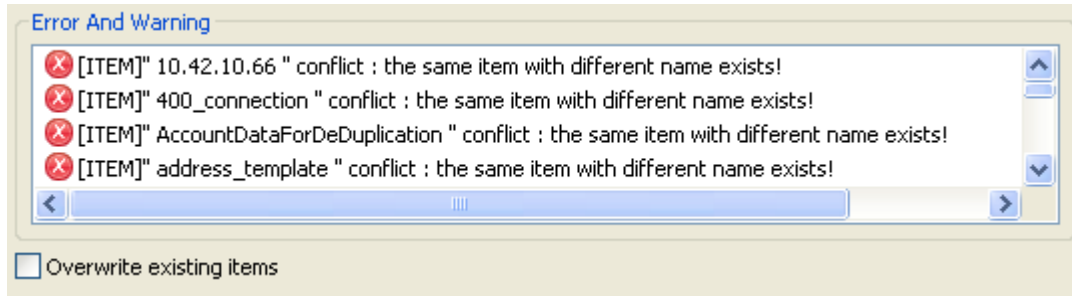 Error And Warning
[ITEM]" 10.42.10.66 " conflict : the same item with different name exists!
[ITEM]" 400_connection " conflict : the same item with different name exists!
[ITEM]" AccountDataForDeDuplication " conflict : the same item with different name exists!
[ITEM]" address_template " conflict : the same item with different name exists!
Overwrite existing items